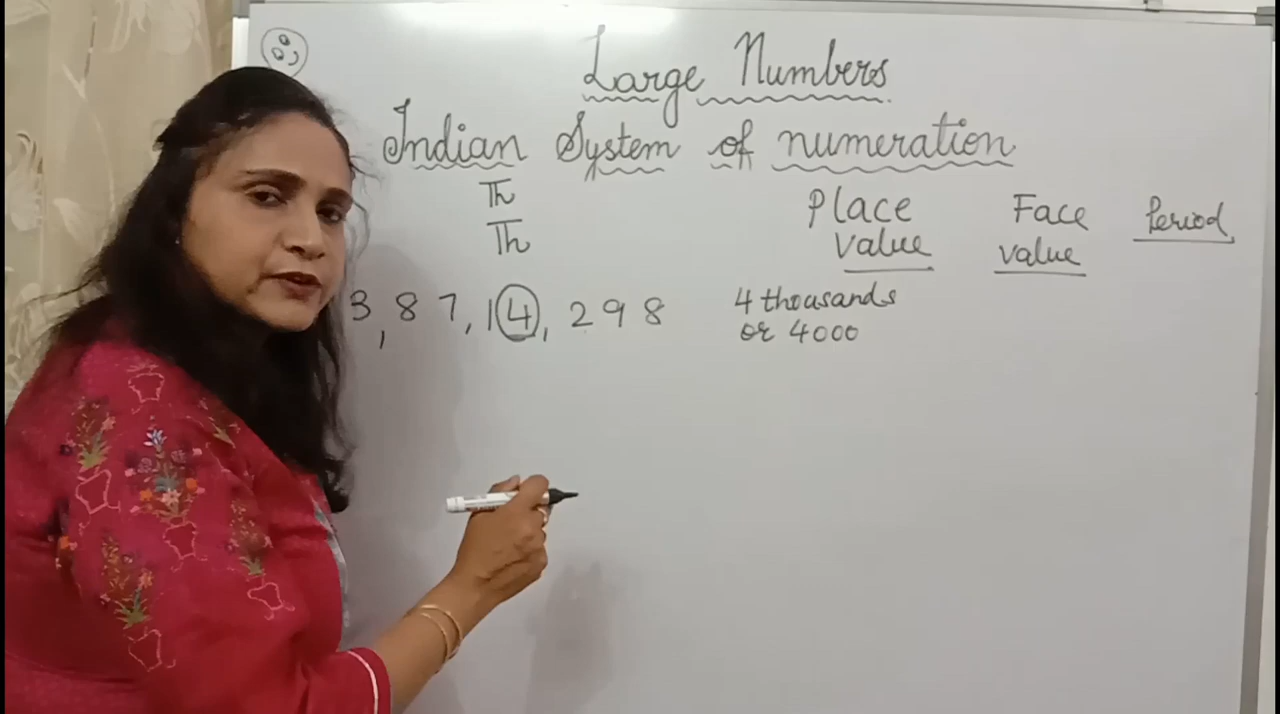 Large Numbers
Indian System of numeration
Th
Th
Place
value
Face
value
Period
3,87,14,298
4 thousands
or 4000